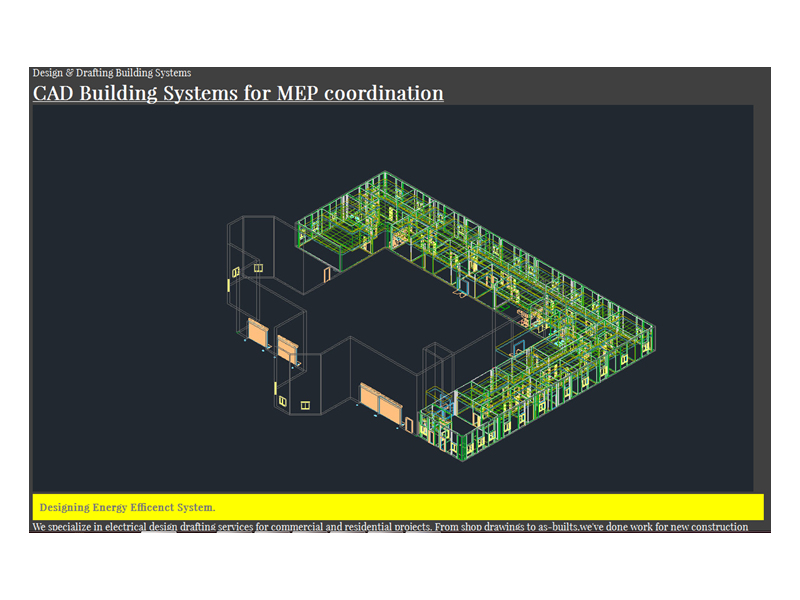 Design & Drafting Building Systems
CAD Building Systems for MEP coordination
Designing Energy Efficenct System.
We specialize in electrical design drafting services for commercial and residential projects. From shop drawings to as-builts.we've done work for new construction